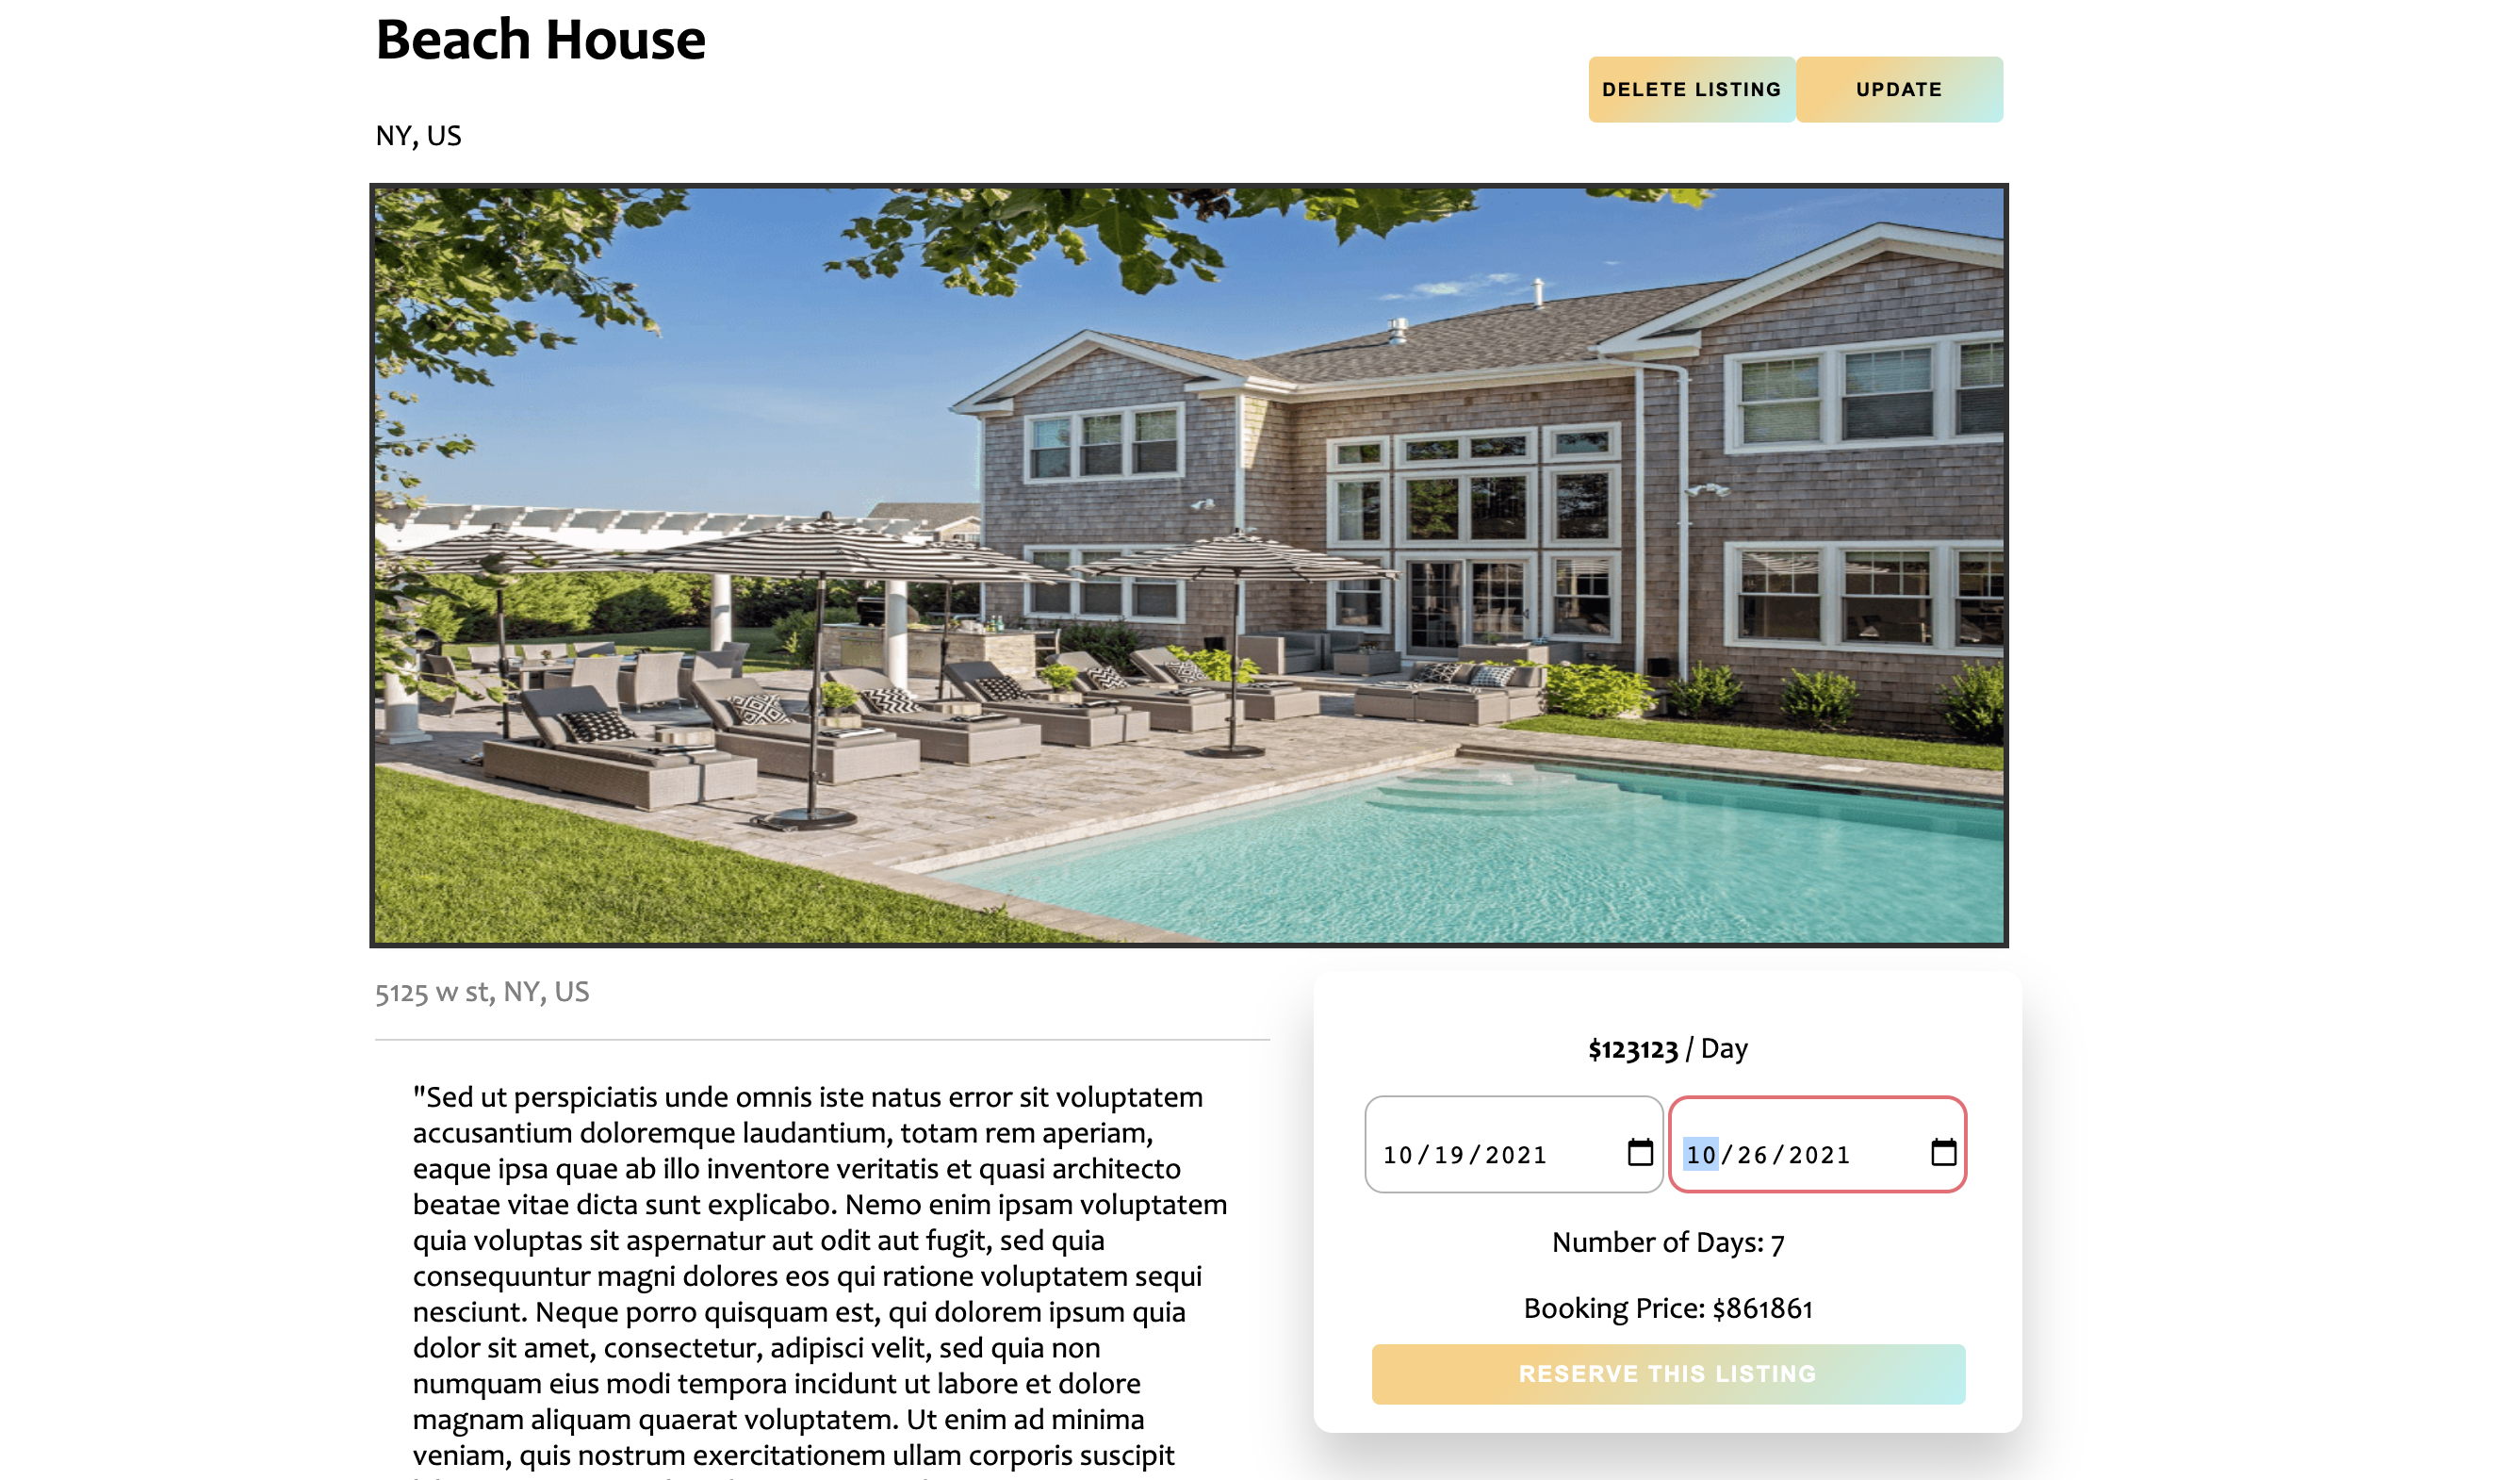 Beach House
DELETE LISTING
UPDATE
NY, US
5125 w st, NY, US
"Sed ut perspiciatis unde omnis iste natus error sit voluptatem
accusantium doloremque laudantium, totam rem aperiam,
eaque ipsa quae ab illo inventore veritatis et quasi architecto
beatae vitae dicta sunt explicabo. Nemo enim ipsam voluptatem
quia voluptas sit aspernatur aut odit aut fugit, sed quia
consequuntur magni dolores eos qui ratione voluptatem sequi
nesciunt. Neque porro quisquam est, qui dolorem ipsum quia
dolor sit amet, consectetur, adipisci velit, sed quia non
numquam eius modi tempora incidunt ut labore et dolore
magnam aliquam quaerat voluptatem. Ut enim ad minima
veniam, quis nostrum exercitationem ullam corporis suscipit
$123123 / Day
10/19/2021
10/26/2021
Number of Days: 7
Booking Price: $861861
RESERVE THIS LISTING